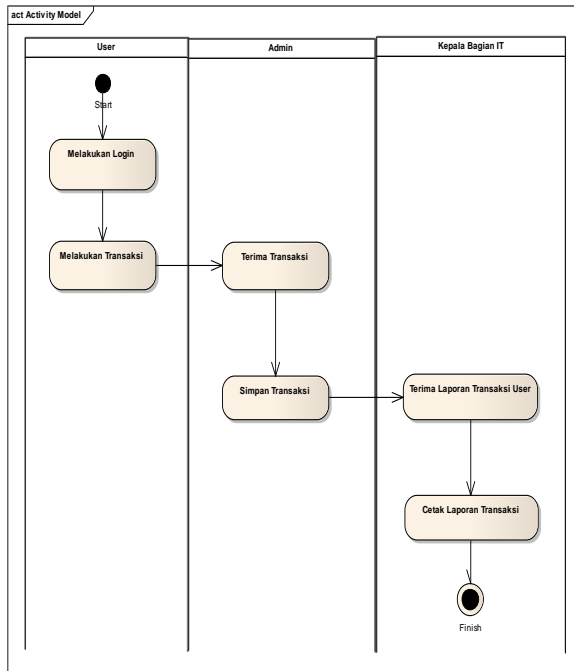 act Activity Model
User
Admin
Kepala Bagian IT
Start
Melakukan Login
Melakukan Transaksi
Terima Transaksi
Simpan Transaksi
Terima Laporan Transaksi User
Cetak Laporan Transaksi
Finish